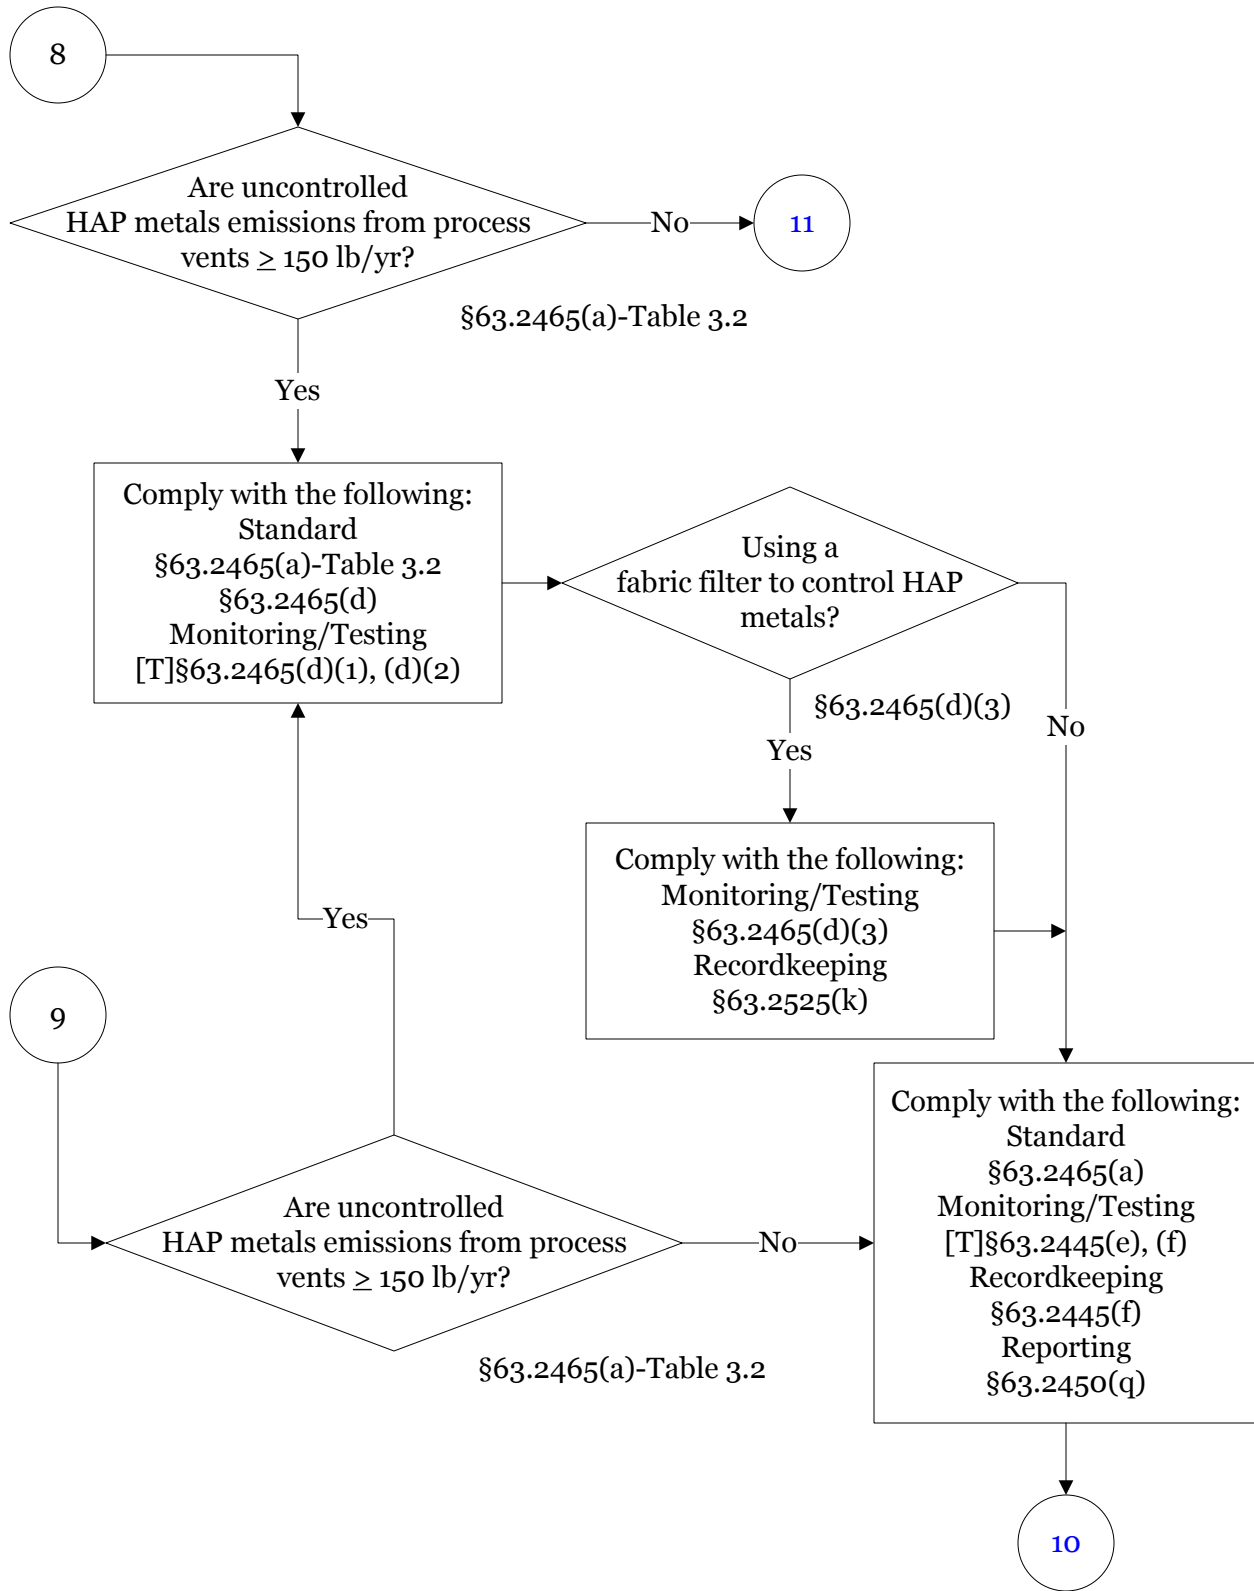 8
Are uncontrolled
HAP metals emissions from process
vents ≥ 150 lb/yr?
No
11
§63.2465(a)-Table 3.2
Yes
Comply with the following:
Standard
§63.2465(a)-Table 3.2
§63.2465(d)
Monitoring/Testing
[T]§63.2465(d)(1), (d)(2)
Using a
fabric filter to control HAP
metals?
§63.2465(d)(3)
No
Yes
Comply with the following:
Monitoring/Testing
§63.2465(d)(3)
Recordkeeping
§63.2525(k)
Yes
9
Are uncontrolled
HAP metals emissions from process
vents ≥ 150 lb/yr?
No
§63.2465(a)-Table 3.2
Comply with the following:
Standard
§63.2465(a)
Monitoring/Testing
[T]§63.2445(e), (f)
Recordkeeping
§63.2445(f)
Reporting
§63.2450(q)
10